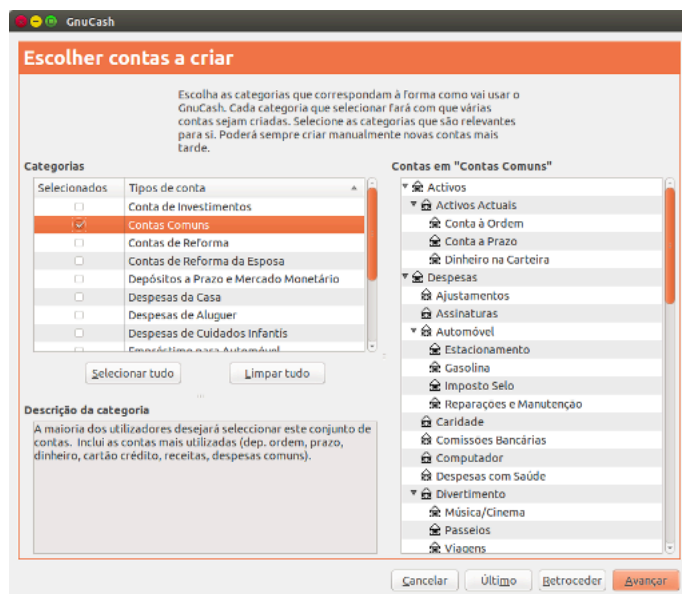 GnuCash
Escolher contas a criar
Escolha as categorias que correspondam à forma como vai usar o
GnuCash. Cada categoria que selecionar fará com que várias
contas sejam criadas. Selecione as categorias que são relevantes
para si. Poderá sempre criar manualmente novas contas mais
tarde.
Categorias
Selecionados Tipos de conta
Conta de Investimentos
Contas Comuns
Contas de Reforma
Contas de Reforma da Esposa
Depósitos a Prazo e Mercado Monetário
Despesas da Casa
Despesas de Aluguer
Despesas de Cuidados Infantis
Empréstimo para Automóvel
Selecionar tudo
Limpar tudo
Descrição da categoria
A maioria dos utilizadores desejará seleccionar este conjunto de
contas. Inclui as contas mais utilizadas (dep. ordem, prazo,
dinheiro, cartão crédito, receitas, despesas comuns).
Contas em "Contas Comuns"
Activos
Activos Actuais
Conta à Ordem
Conta a Prazo
Dinheiro na Carteira
Despesas
Ajustamentos
Assinaturas
Automóvel
Estacionamento
Gasolina
Imposto Selo
Reparações e Manutenção
Caridade
Comissões Bancárias
Computador
Despesas com Saúde
Divertimento
Música/Cinema
Passeios
Viagens
Cancelar
Último
Retroceder
Avançar